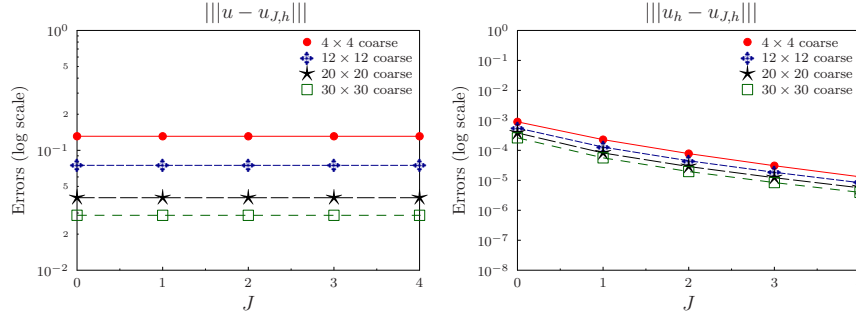 |||u − u_{J,h}|||
Errors (log scale)
10^0
5
2
10^{-1}
5
2
10^{-2}
4 × 4 coarse
12 × 12 coarse
20 × 20 coarse
30 × 30 coarse
0 1 2 3 4
J
|||u_h − u_{J,h}|||
Errors (log scale)
10^0
10^{-1}
10^{-2}
10^{-3}
10^{-4}
10^{-5}
10^{-6}
10^{-7}
10^{-8}
4 × 4 coarse
12 × 12 coarse
20 × 20 coarse
30 × 30 coarse
0 1 2 3
J